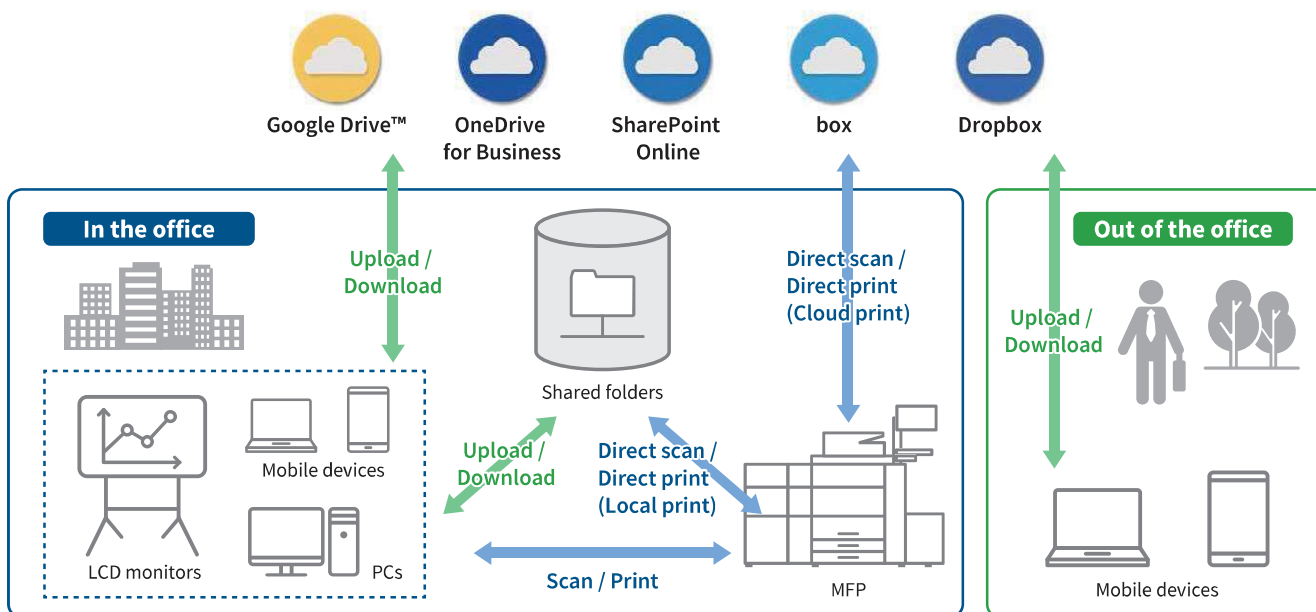 Google Drive™
OneDrive
for Business
SharePoint
Online
box
Dropbox
In the office
Upload /
Download
Shared folders
Direct scan /
Direct print
(Cloud print)
Mobile devices
LCD monitors
PCs
Upload /
Download
Direct scan /
Direct print
(Local print)
Scan / Print
MFP
Out of the office
Upload /
Download
Mobile devices